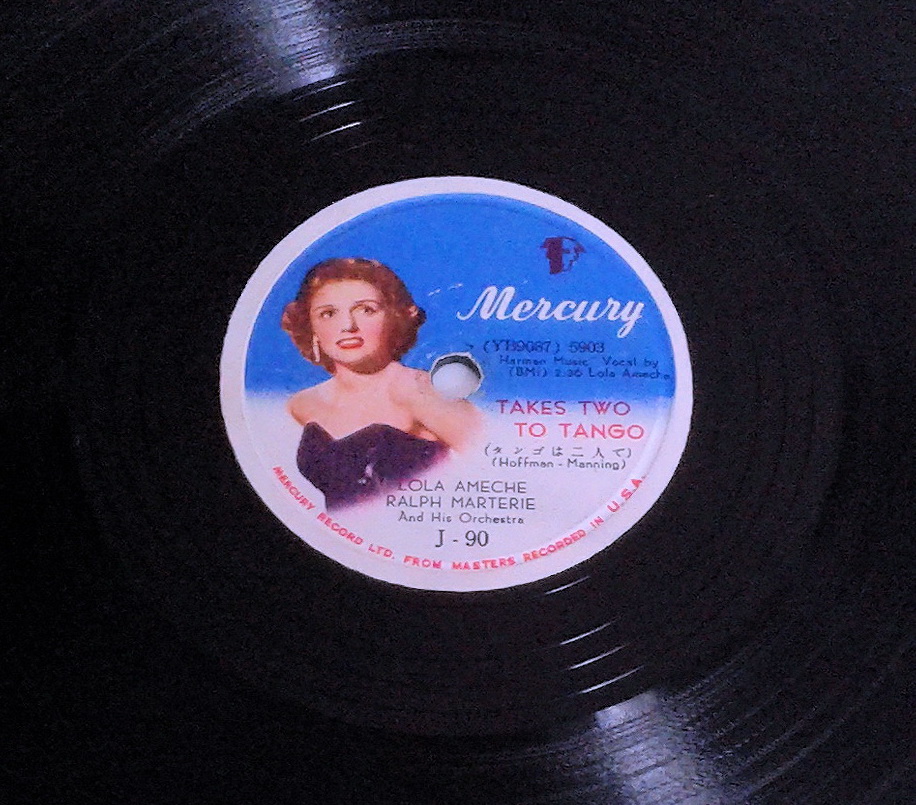 Mercury
(YB9087) 5903
Harman Music. Vocal by
(BMI) 2:36 Lola Ameche
TAKES TWO
TO TANGO
(タンゴは二人で)
(Hoffman - Manning)
LOLA AMECHE
RALPH MARTERIE
And His Orchestra
J - 90
MERCURY RECORD LTD. FROM MASTERS RECORDED IN U.S.A.